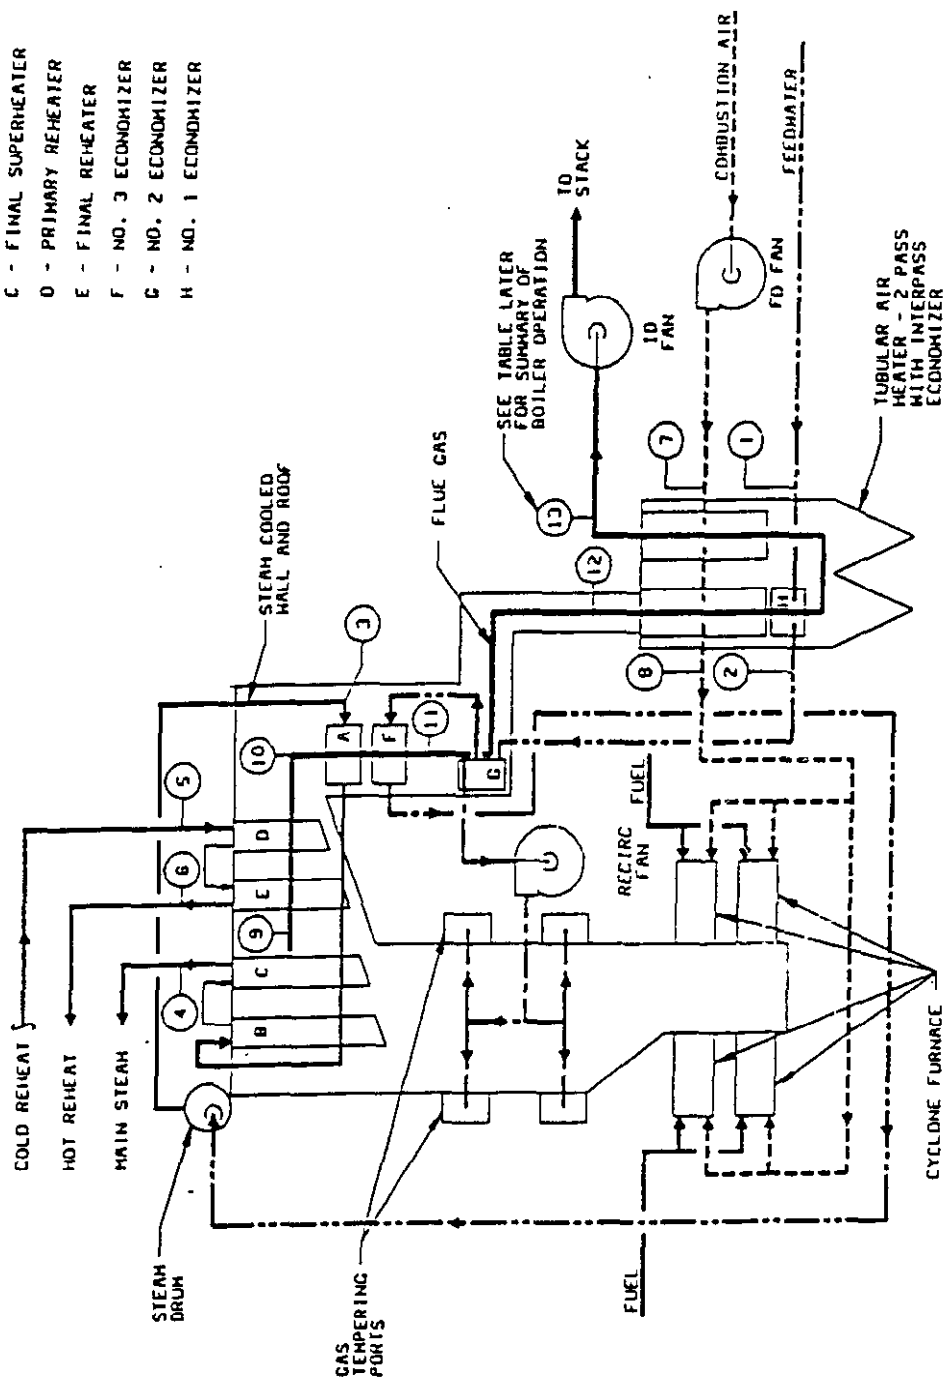 C - FINAL SUPERHEATER
D - PRIMARY REHEATER
E - FINAL REHEATER
F - NO. 3 ECONOMIZER
G - NO. 2 ECONOMIZER
H - NO. 1 ECONOMIZER
COLD REHEAT
HOT REHEAT
MAIN STEAM
STEAM
DRUM
STEAM COOLED
WALL AND ROOF
FLUE GAS
SEE TABLE LATER
FOR SUMMARY OF
BOILER OPERATION
TO
STACK
ID
FAN
COMBUSTION AIR
FD FAN
FEEDWATER
TUBULAR AIR
HEATER - 2 PASS
WITH INTERPASS
ECONOMIZER
GAS
TEMPERING
PORTS
RECIRC
FAN
FUEL
FUEL
CYCLONE FURNACE
4
6
5
9
10
3
11
12
13
7
1
8
2
B
C
E
D
A
F
G
H